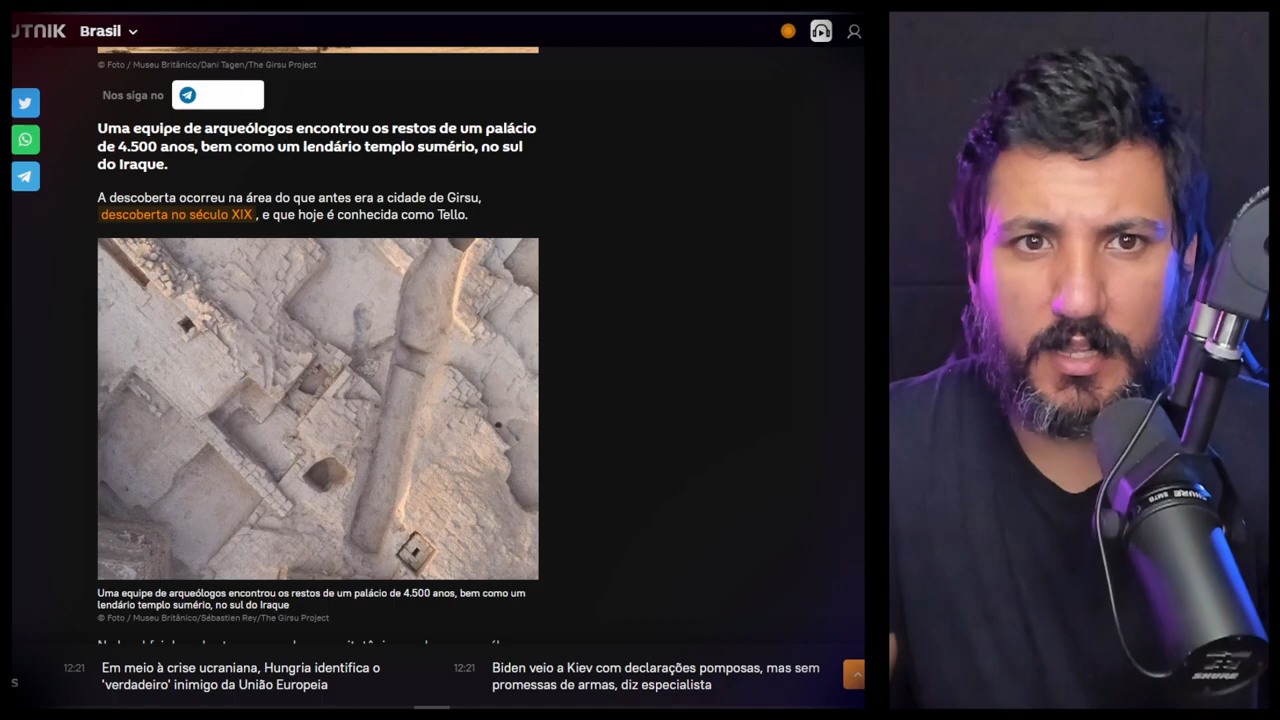 UTNIK Brasil
© Foto / Museu Britânico/Dani Tagen/The Girsu Project
Nos siga no
Uma equipe de arqueólogos encontrou os restos de um palácio
de 4.500 anos, bem como um lendário templo sumério, no sul
do Iraque.
A descoberta ocorreu na área do que antes era a cidade de Girsu,
descoberta no século XIX, e que hoje é conhecida como Tello.
Uma equipe de arqueólogos encontrou os restos de um palácio de 4.500 anos, bem como um
lendário templo sumério, no sul do Iraque
© Foto / Museu Britânico/Sébastien Rey/The Girsu Project
S
12:21 Em meio à crise ucraniana, Hungria identifica o
'verdadeiro' inimigo da União Europeia
12:21 Biden veio a Kiev com declarações pomposas, mas sem
promessas de armas, diz especialista
SHURE SM7B
SHURE